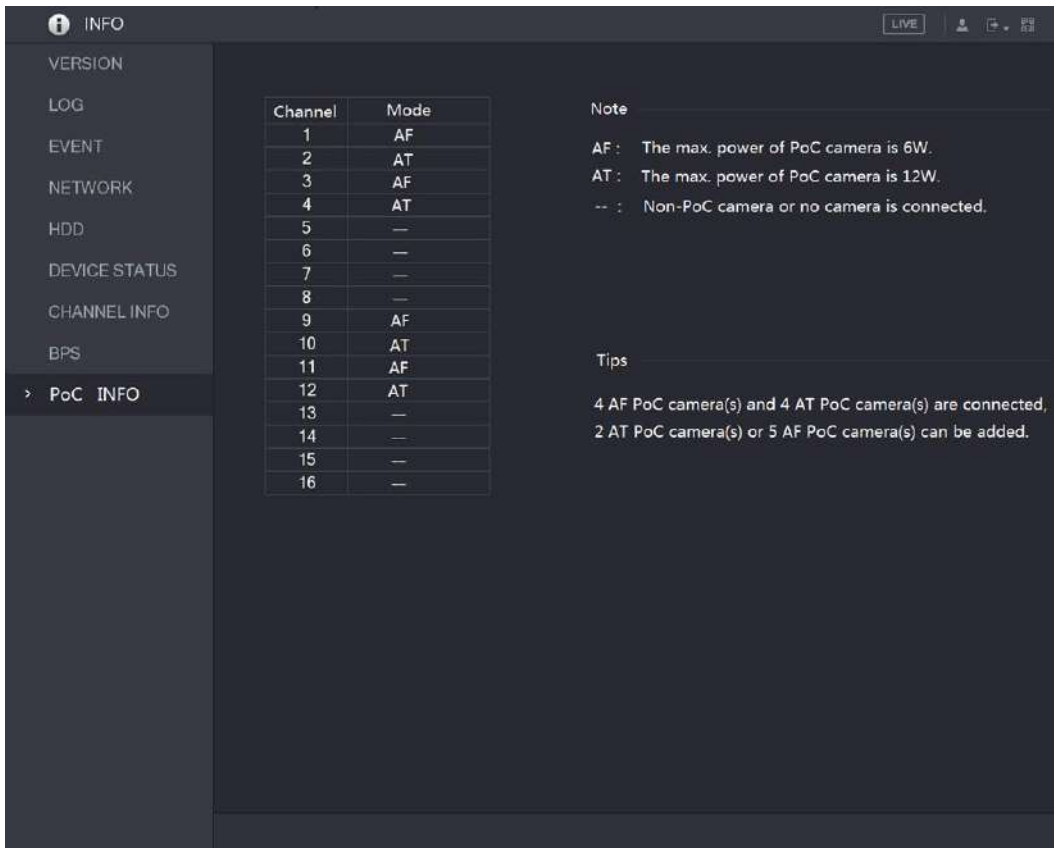 INFO
LIVE
VERSION
LOG
EVENT
NETWORK
HDD
DEVICE STATUS
CHANNEL INFO
BPS
> PoC INFO
Channel Mode
1 AF
2 AT
3 AF
4 AT
5 —
6 —
7 —
8 —
9 AF
10 AT
11 AF
12 AT
13 —
14 —
15 —
16 —
Note
AF : The max. power of PoC camera is 6W.
AT : The max. power of PoC camera is 12W.
-- : Non-PoC camera or no camera is connected.
Tips
4 AF PoC camera(s) and 4 AT PoC camera(s) are connected,
2 AT PoC camera(s) or 5 AF PoC camera(s) can be added.